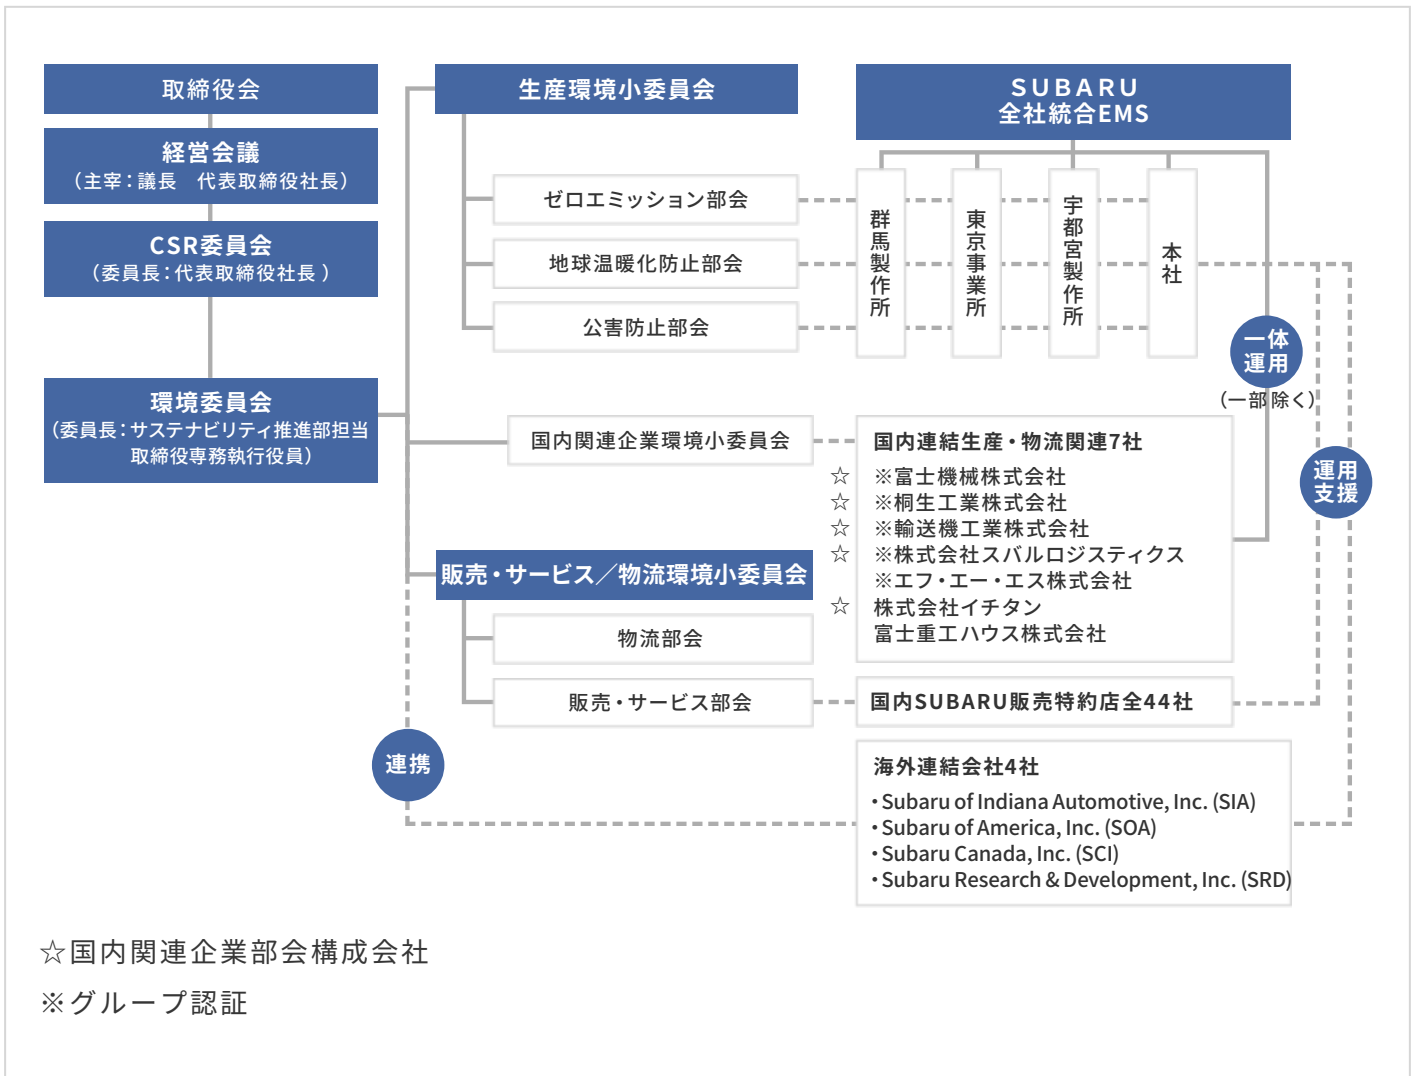 取締役会
経営会議
(主宰：議長　代表取締役社長)
CSR委員会
(委員長：代表取締役社長 )
環境委員会
(委員長：サステナビリティ推進部担当
取締役専務執行役員)
生産環境小委員会
ゼロエミッション部会
地球温暖化防止部会
公害防止部会
国内関連企業環境小委員会
販売・サービス／物流環境小委員会
物流部会
販売・サービス部会
連携
SUBARU
全社統合EMS
群馬製作所
東京事業所
宇都宮製作所
本社
一体
運用
(一部除く)
運用
支援
国内連結生産・物流関連7社
☆ ※富士機械株式会社
☆ ※桐生工業株式会社
☆ ※輸送機工業株式会社
☆ ※株式会社スバルロジスティクス
※エフ・エー・エス株式会社
☆ 株式会社イチタン
富士重工ハウス株式会社
国内SUBARU販売特約店全44社
海外連結会社4社
・Subaru of Indiana Automotive, Inc. (SIA)
・Subaru of America, Inc. (SOA)
・Subaru Canada, Inc. (SCI)
・Subaru Research & Development, Inc. (SRD)
☆国内関連企業部会構成会社
※グループ認証